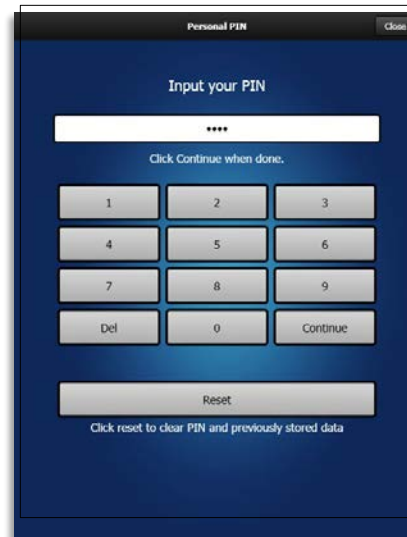 Personal PIN Close
Input your PIN
••••
Click Continue when done.
1 2 3
4 5 6
7 8 9
Del 0 Continue
Reset
Click reset to clear PIN and previously stored data